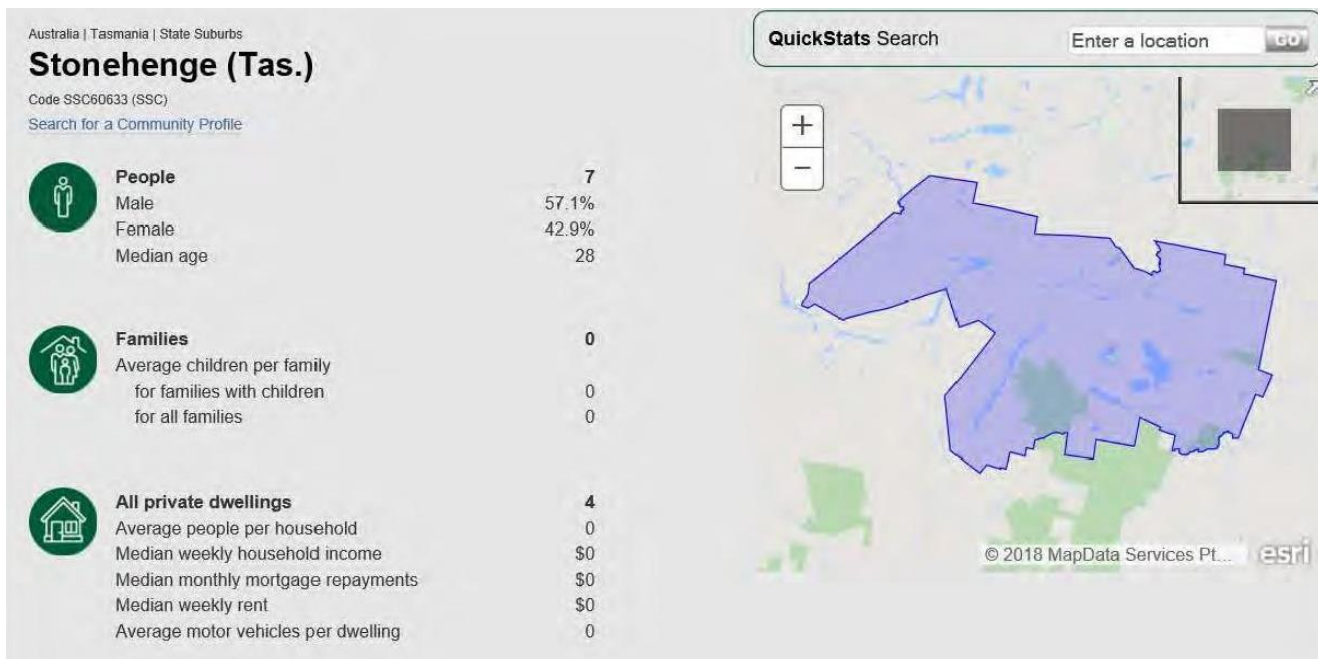 Australia | Tasmania | State Suburbs
Stonehenge (Tas.)
Code SSC60633 (SSC)
Search for a Community Profile
People 7
Male 57.1%
Female 42.9%
Median age 28
Families 0
Average children per family
for families with children 0
for all families 0
All private dwellings 4
Average people per household 0
Median weekly household income $0
Median monthly mortgage repayments $0
Median weekly rent $0
Average motor vehicles per dwelling 0
QuickStats Search Enter a location GO
+
−
© 2018 MapData Services Pt... esri